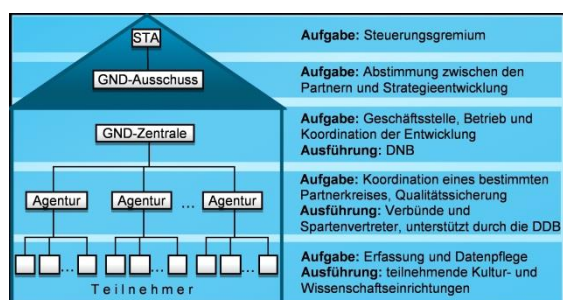 STA
Aufgabe: Steuerungsgremium
GND-Ausschuss
Aufgabe: Abstimmung zwischen den
Partnern und Strategieentwicklung
GND-Zentrale
Aufgabe: Geschäftsstelle, Betrieb und
Koordination der Entwicklung
Ausführung: DNB
Agentur Agentur ... Agentur
Aufgabe: Koordination eines bestimmten
Partnerkreises, Qualitätssicherung
Ausführung: Verbünde und
Spartenvertreter, unterstützt durch die DDB
... ... ...
Teilnehmer
Aufgabe: Erfassung und Datenpflege
Ausführung: teilnehmende Kultur- und
Wissenschaftseinrichtungen